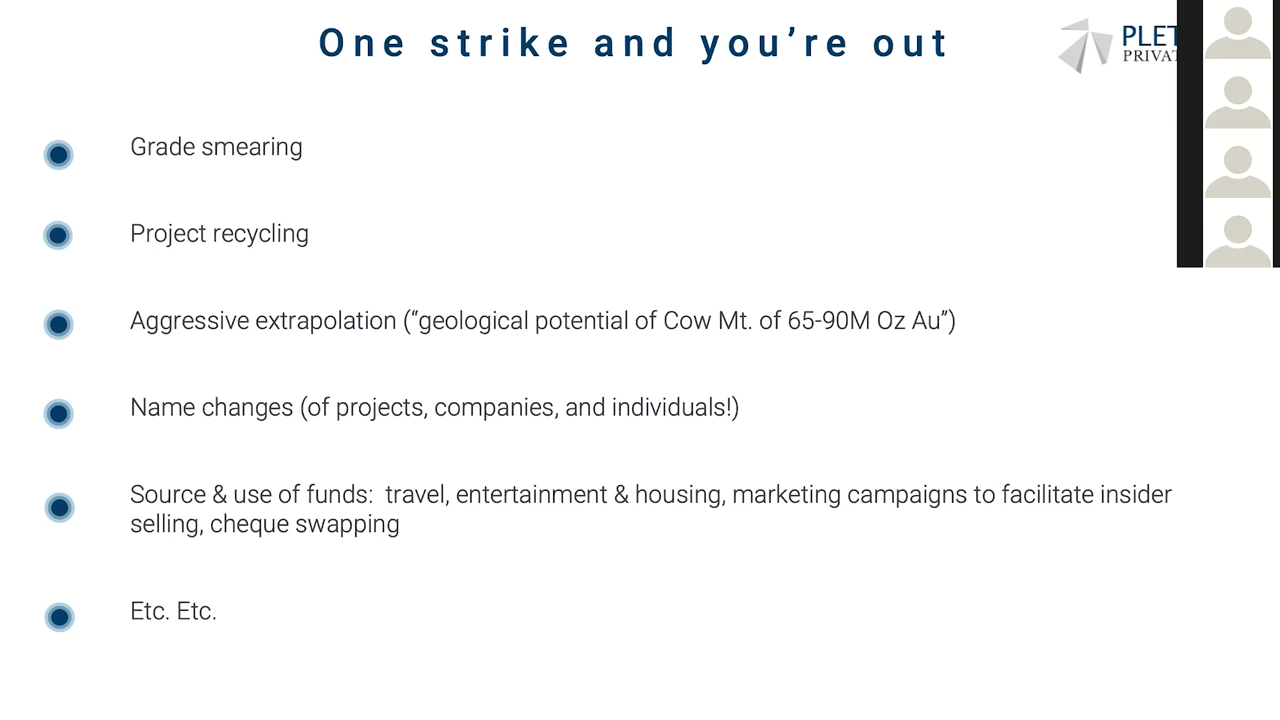 One strike and you’re out
Grade smearing
Project recycling
Aggressive extrapolation (“geological potential of Cow Mt. of 65-90M Oz Au”)
Name changes (of projects, companies, and individuals!)
Source & use of funds:  travel, entertainment & housing, marketing campaigns to facilitate insider
selling, cheque swapping
Etc. Etc.